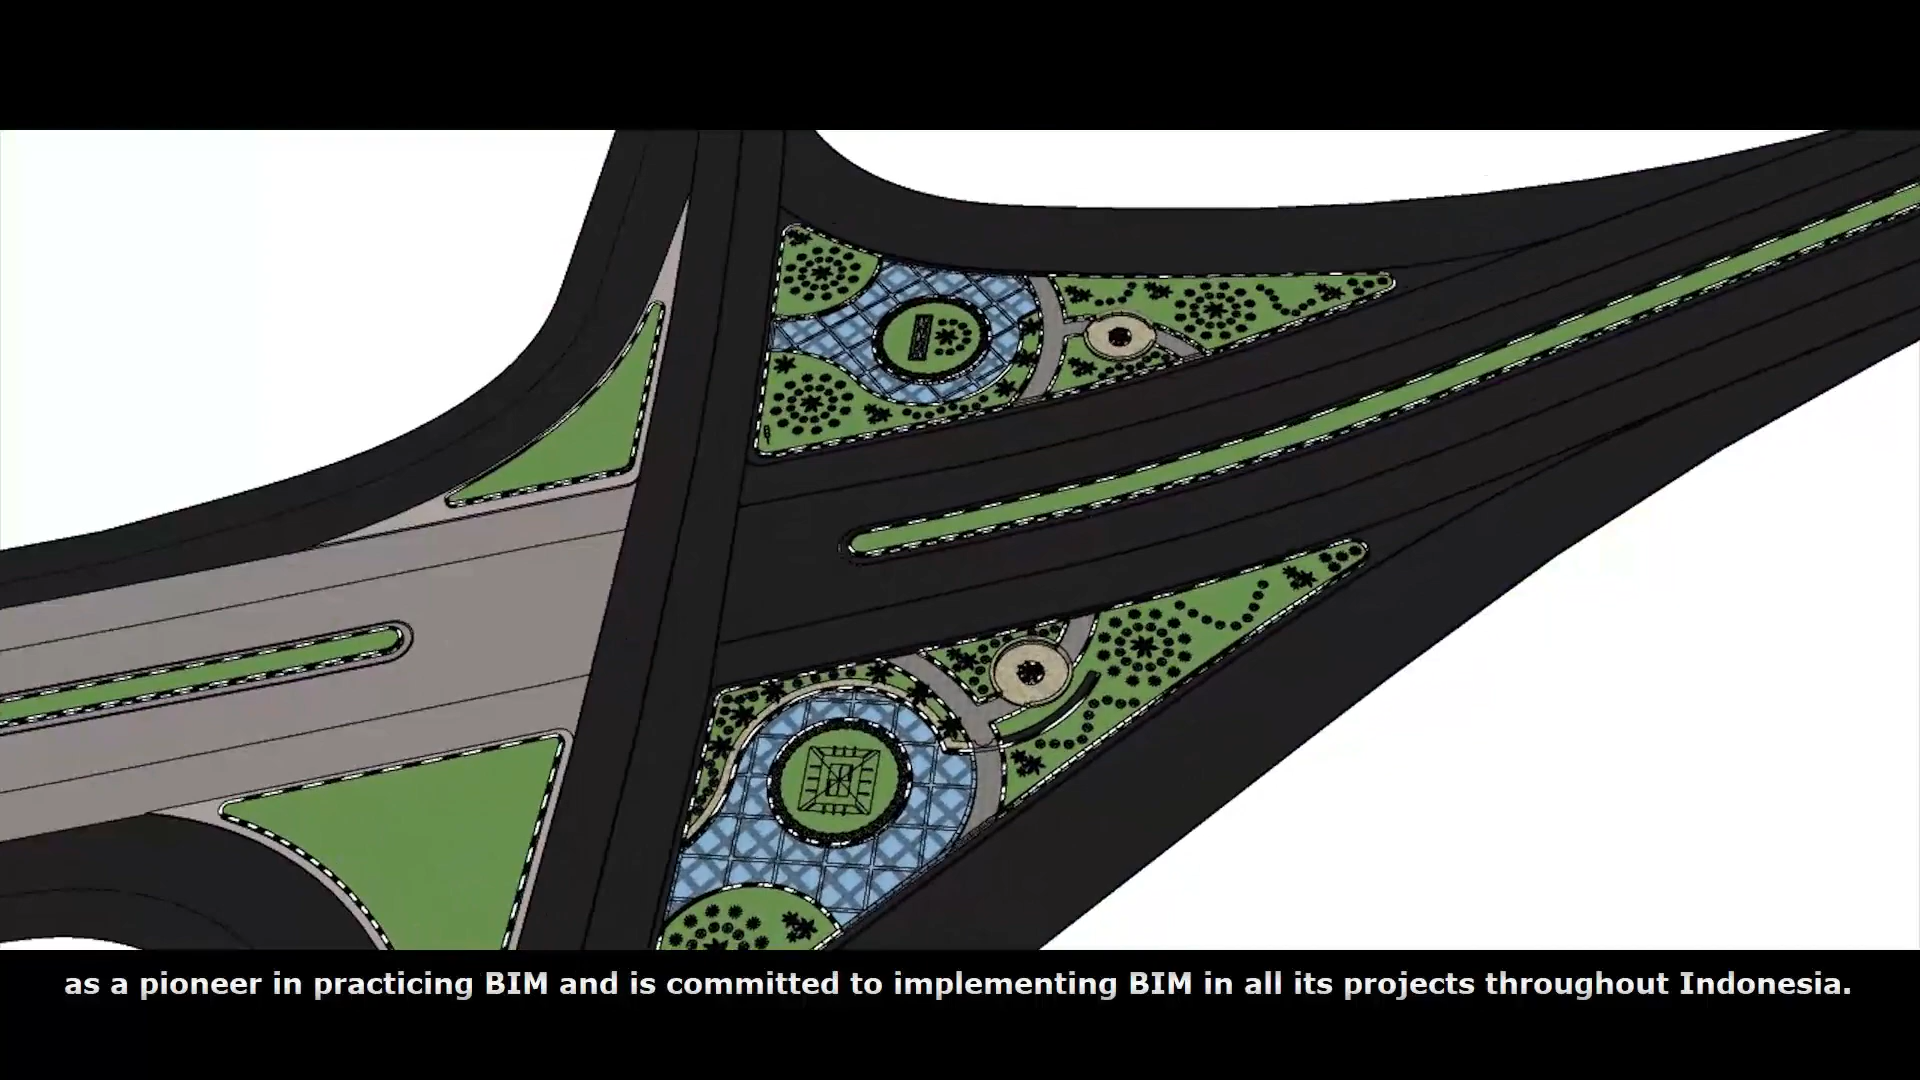 as a pioneer in practicing BIM and is committed to implementing BIM in all its projects throughout Indonesia.